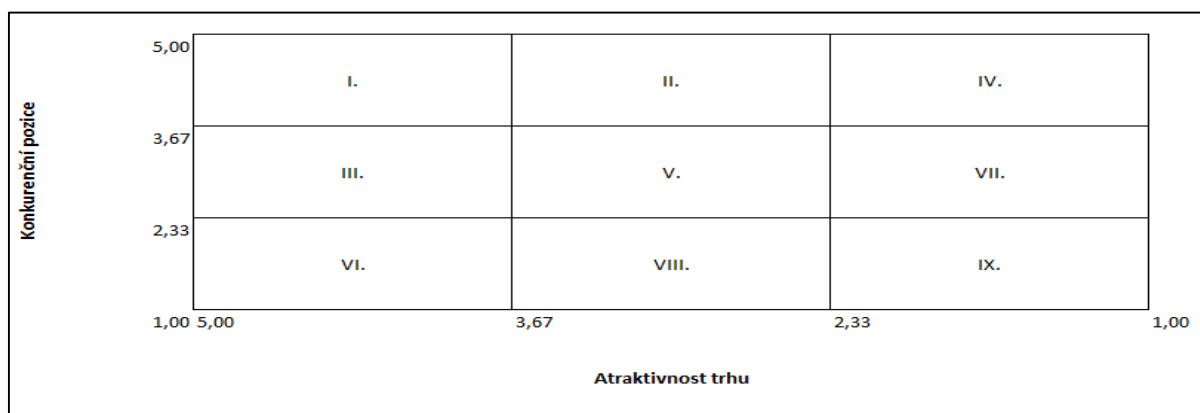 5,00
I. II. IV.
Konkurenční pozice
3,67
III. V. VII.
2,33
VI. VIII. IX.
1,00 5,00 3,67 2,33 1,00
Atraktivnost trhu